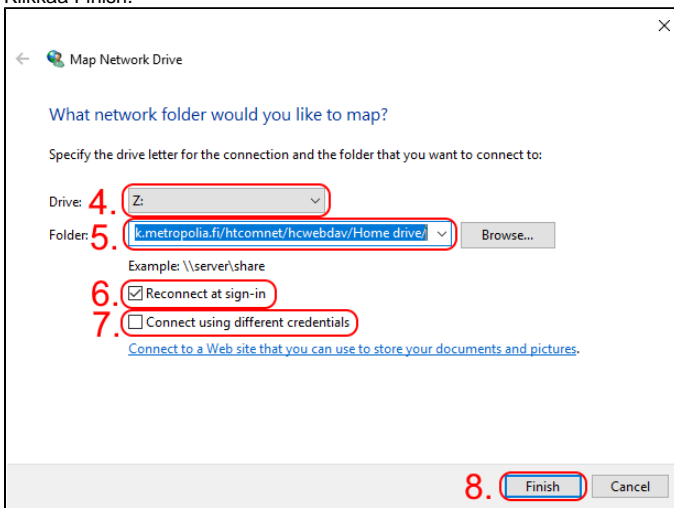 Klikkaa Finish.
Map Network Drive
What network folder would you like to map?
Specify the drive letter for the connection and the folder that you want to connect to:
Drive: 4. Z:
Folder: 5. k.metropolia.fi/htcomnet/hcwebdav/Home drive/ Browse...
Example: \\server\share
6. Reconnect at sign-in
7. Connect using different credentials
Connect to a Web site that you can use to store your documents and pictures.
8. Finish Cancel